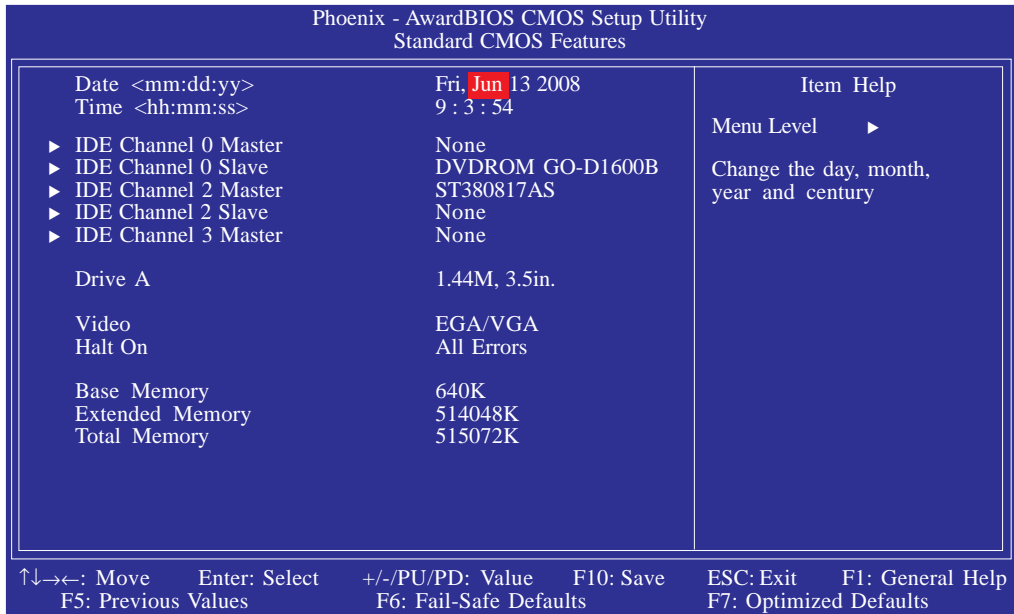 Phoenix - AwardBIOS CMOS Setup Utility
Standard CMOS Features
Date <mm:dd:yy> Fri, Jun 13 2008
Time <hh:mm:ss> 9 : 3 : 54
▶ IDE Channel 0 Master None
▶ IDE Channel 0 Slave DVDROM GO-D1600B
▶ IDE Channel 2 Master ST380817AS
▶ IDE Channel 2 Slave None
▶ IDE Channel 3 Master None
Drive A 1.44M, 3.5in.
Video EGA/VGA
Halt On All Errors
Base Memory 640K
Extended Memory 514048K
Total Memory 515072K
Item Help
Menu Level ▶
Change the day, month,
year and century
↑↓→←: Move Enter: Select +/-/PU/PD: Value F10: Save ESC: Exit F1: General Help
F5: Previous Values F6: Fail-Safe Defaults F7: Optimized Defaults